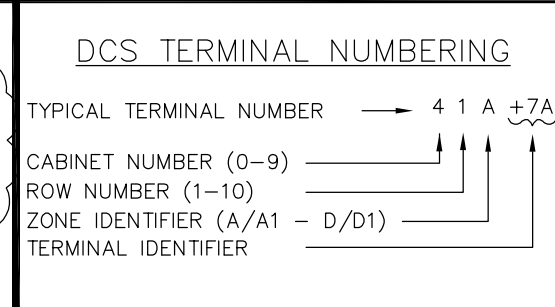 DCS TERMINAL NUMBERING
TYPICAL TERMINAL NUMBER 4 1 A +7A
CABINET NUMBER (0-9)
ROW NUMBER (1-10)
ZONE IDENTIFIER (A/A1 - D/D1)
TERMINAL IDENTIFIER